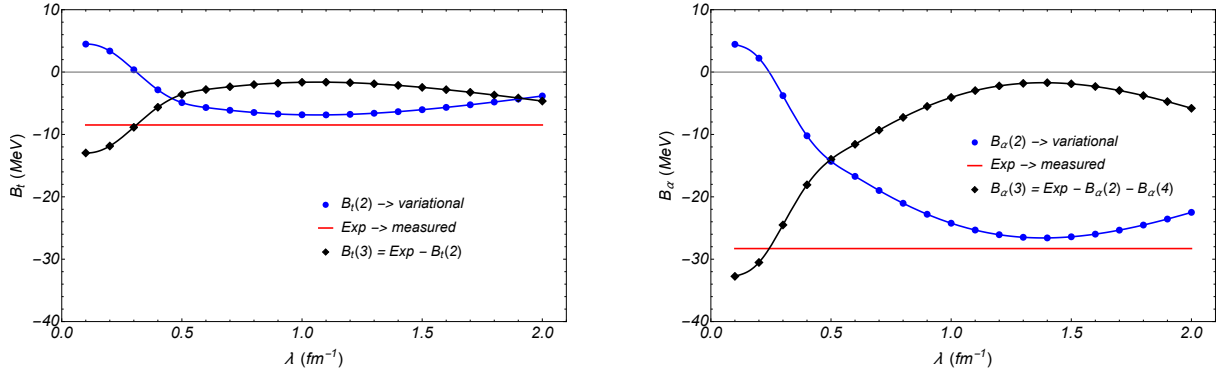 10
0
−10
−20
−30
−40
B_t (MeV)
B_t(2) −> variational
Exp −> measured
B_t(3) = Exp − B_t(2)
0.0 0.5 1.0 1.5 2.0
λ (fm⁻¹)
10
0
−10
−20
−30
−40
B_α (MeV)
B_α(2) −> variational
Exp −> measured
B_α(3) = Exp − B_α(2) − B_α(4)
0.0 0.5 1.0 1.5 2.0
λ (fm⁻¹)